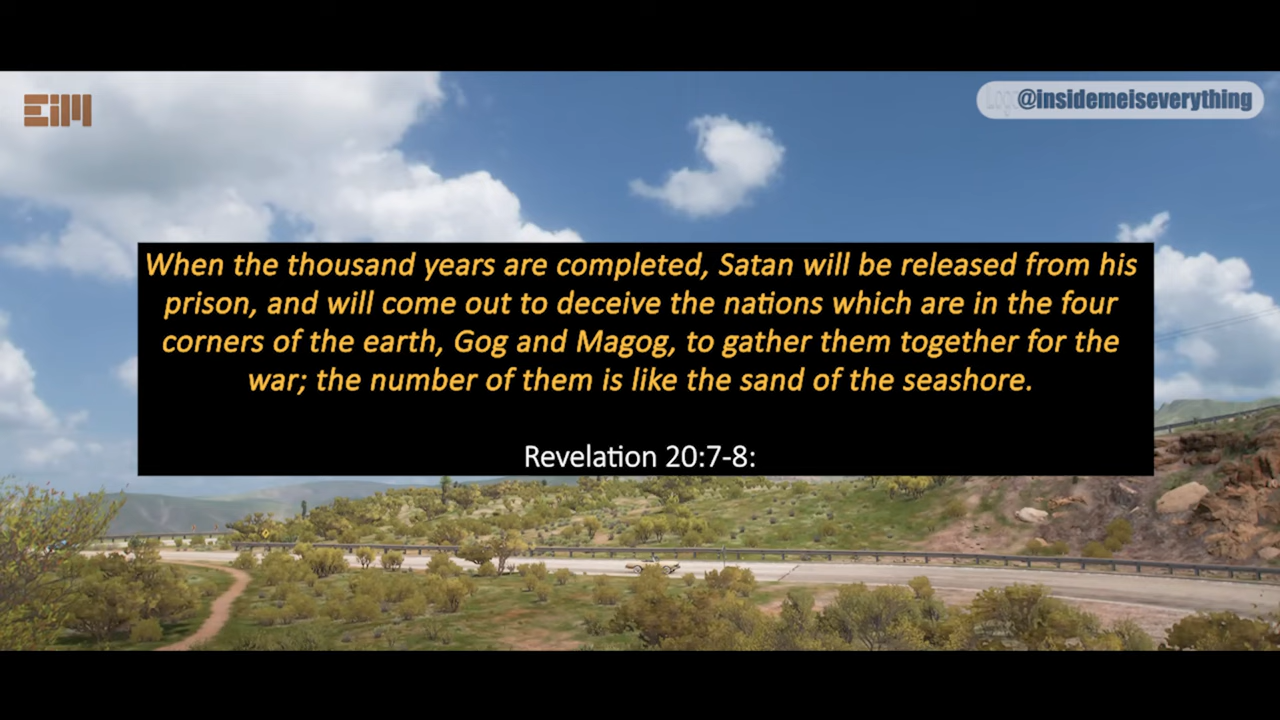 EiM
@insidemeiseverything
When the thousand years are completed, Satan will be released from his
prison, and will come out to deceive the nations which are in the four
corners of the earth, Gog and Magog, to gather them together for the
war; the number of them is like the sand of the seashore.
Revelation 20:7-8: